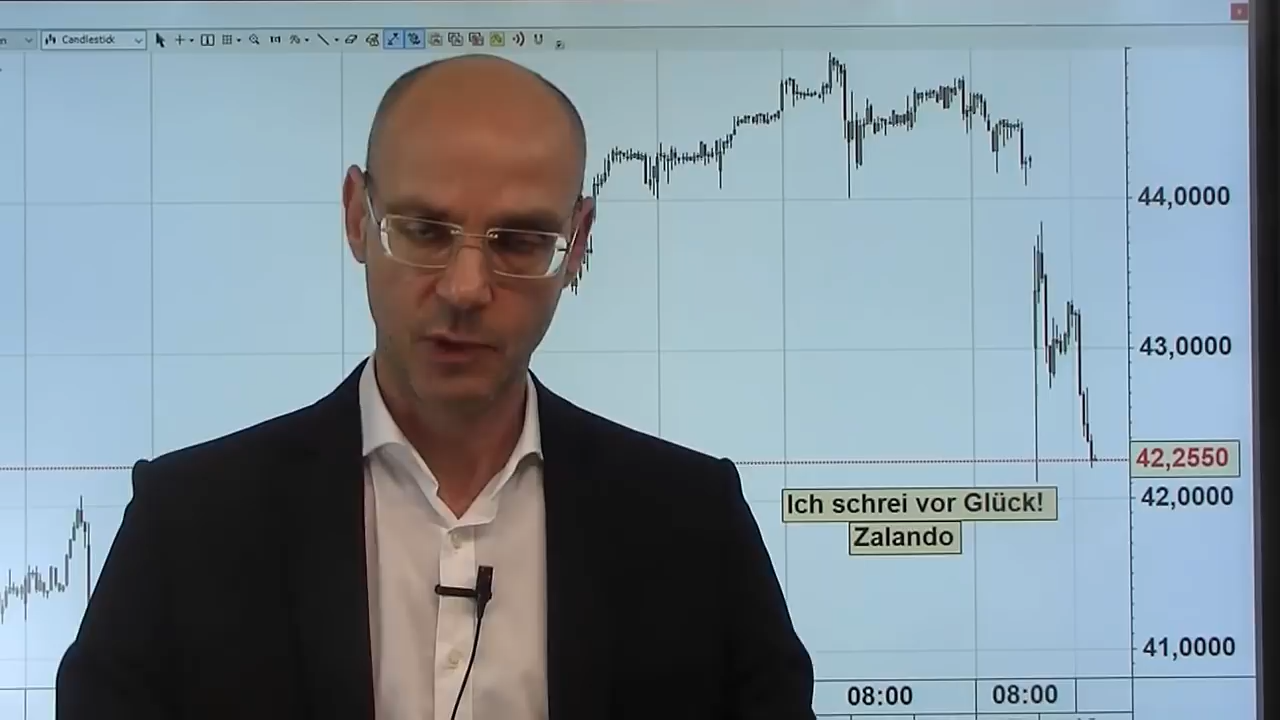 Candlestick
44,0000
43,0000
42,2550
42,0000
Ich schrei vor Glück!
Zalando
41,0000
08:00
08:00